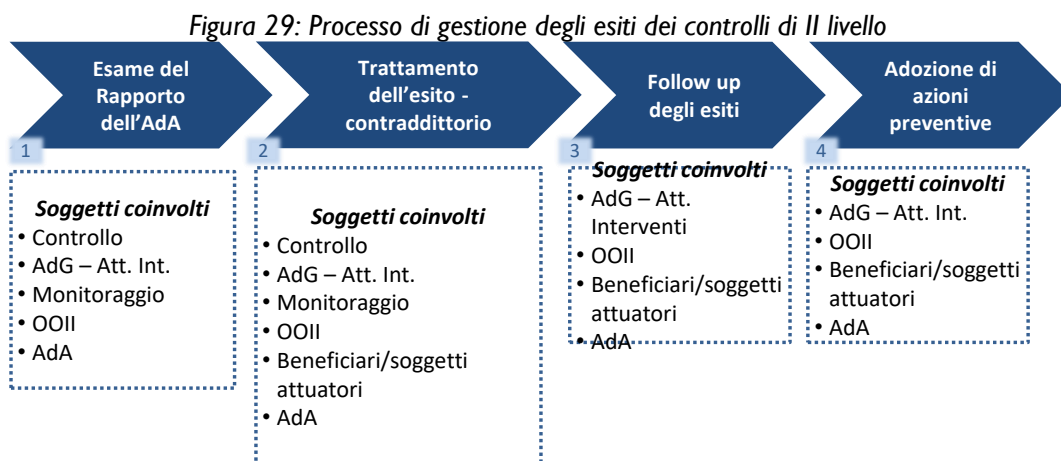 Figura 29: Processo di gestione degli esiti dei controlli di II livello
Esame del
Rapporto
dell'AdA
1
Soggetti coinvolti
• Controllo
• AdG – Att. Int.
• Monitoraggio
• OOII
• AdA
Trattamento
dell'esito -
contraddittorio
2
Soggetti coinvolti
• Controllo
• AdG – Att. Int.
• Monitoraggio
• OOII
• Beneficiari/soggetti
attuatori
• AdA
Follow up
degli esiti
3
Soggetti coinvolti
• AdG – Att.
Interventi
• OOII
• Beneficiari/soggetti
attuatori
• AdA
Adozione di
azioni
preventive
4
Soggetti coinvolti
• AdG – Att. Int.
• OOII
• Beneficiari/soggetti
attuatori
• AdA